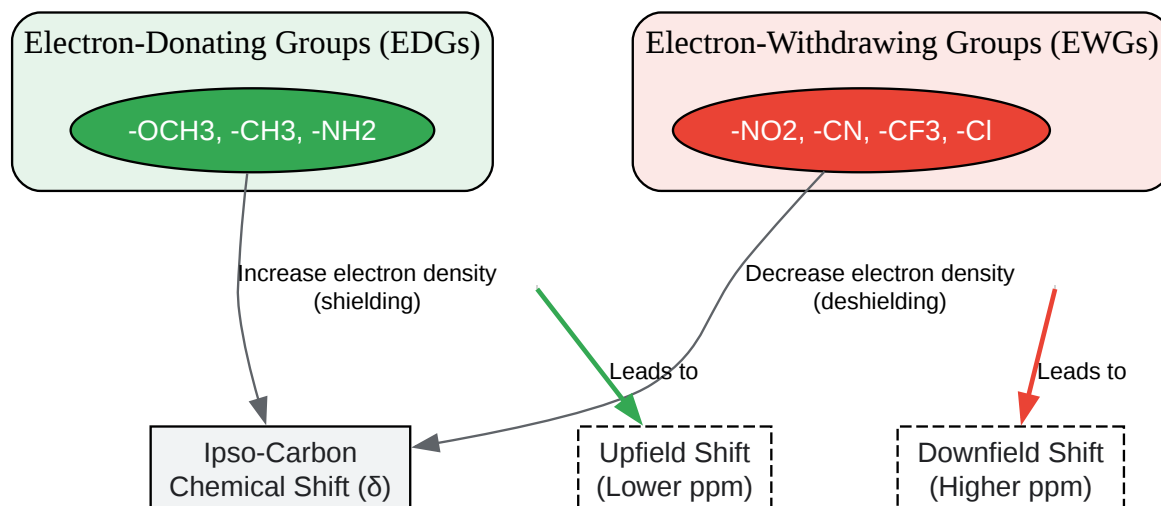 Electron-Donating Groups (EDGs)
Electron-Withdrawing Groups (EWGs)
-OCH3, -CH3, -NH2
-NO2, -CN, -CF3, -Cl
Increase electron density
(shielding)
Decrease electron density
(deshielding)
Leads to
Leads to
Ipso-Carbon
Chemical Shift (δ)
Upfield Shift
(Lower ppm)
Downfield Shift
(Higher ppm)